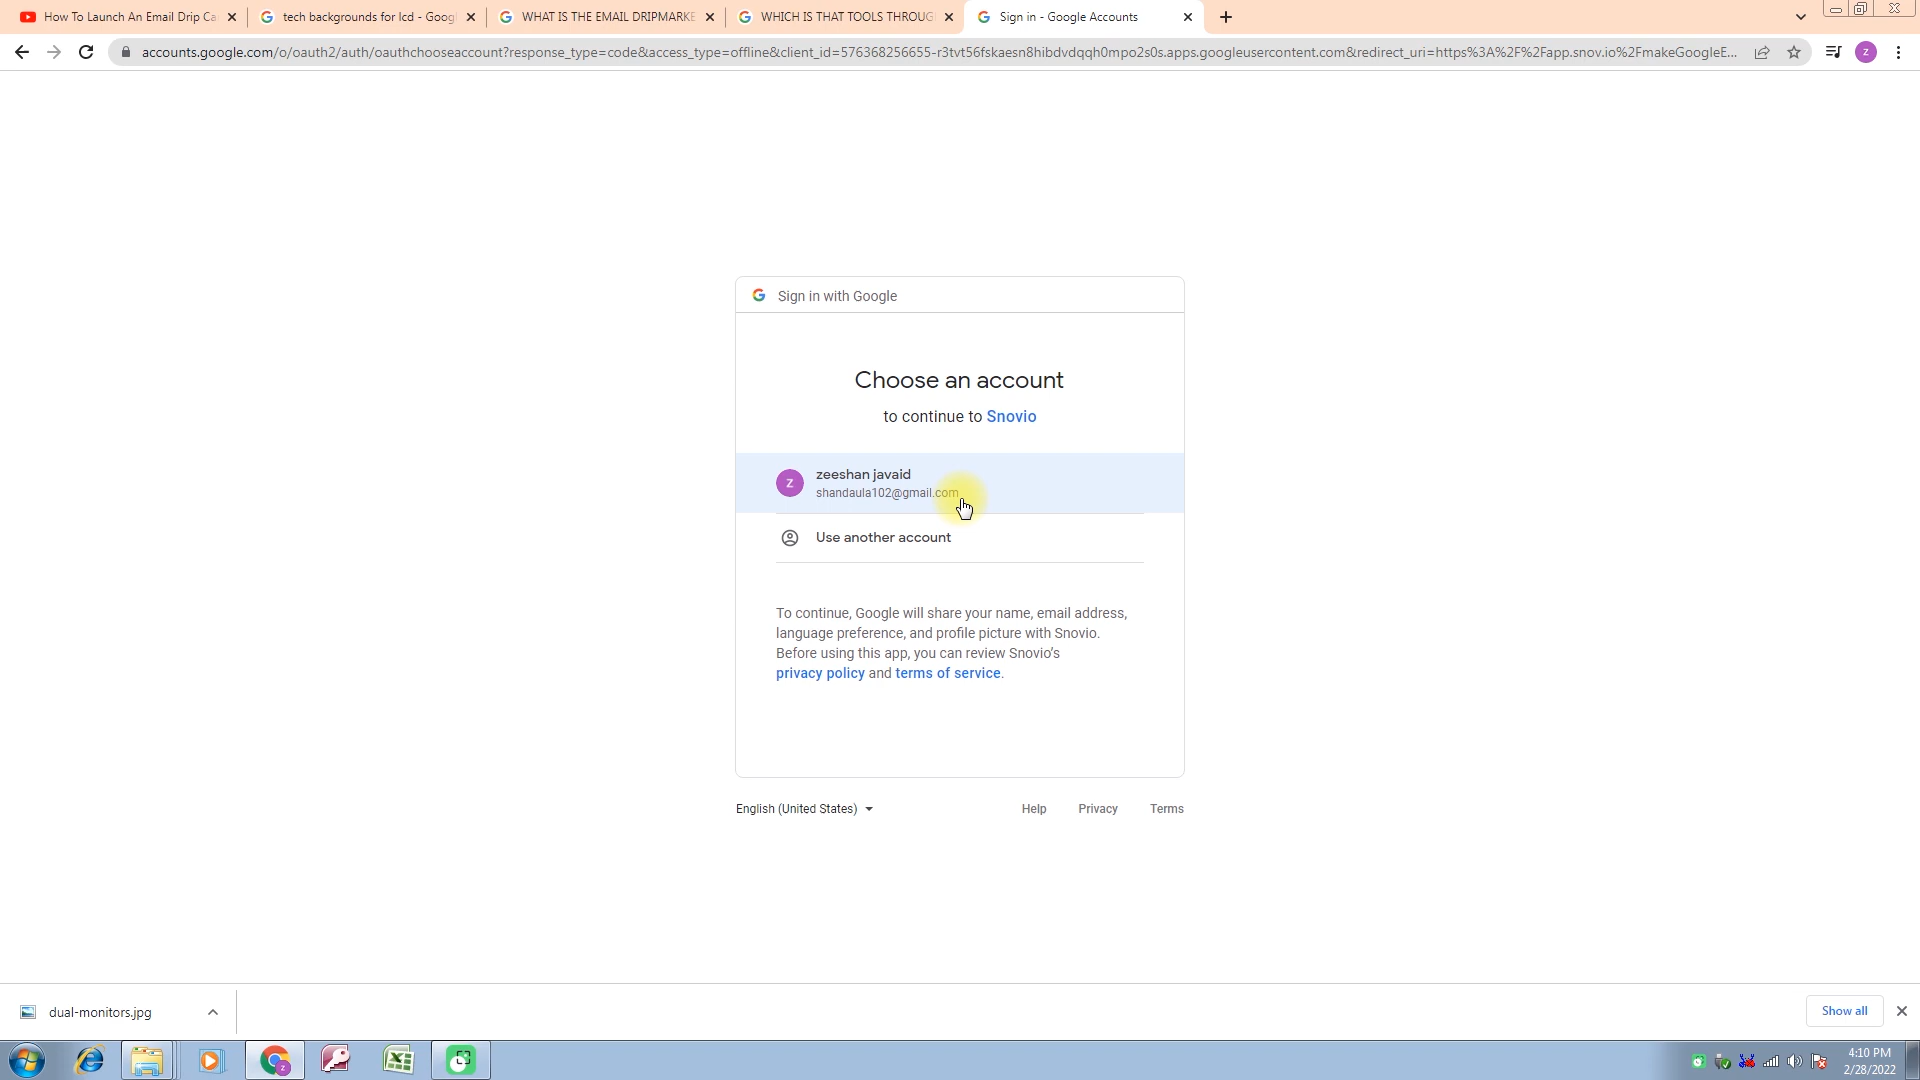 How To Launch An Email Drip Ca
tech backgrounds for lcd - Goog
WHAT IS THE EMAIL DRIPMARKE
WHICH IS THAT TOOLS THROUG
Sign in - Google Accounts
accounts.google.com/o/oauth2/auth/oauthchooseaccount?response_type=code&access_type=offline&client_id=576368256655-r3tvt56fskaesn8hibdvdqqh0mpo2s0s.apps.googleusercontent.com&redirect_uri=https%3A%2F%2Fapp.snov.io%2FmakeGoogleE...
z
Sign in with Google
Choose an account
to continue to Snovio
z
zeeshan javaid
shandaula102@gmail.com
Use another account
To continue, Google will share your name, email address,
language preference, and profile picture with Snovio.
Before using this app, you can review Snovio's
privacy policy and terms of service.
English (United States)
Help
Privacy
Terms
dual-monitors.jpg
Show all
4:10 PM
2/28/2022